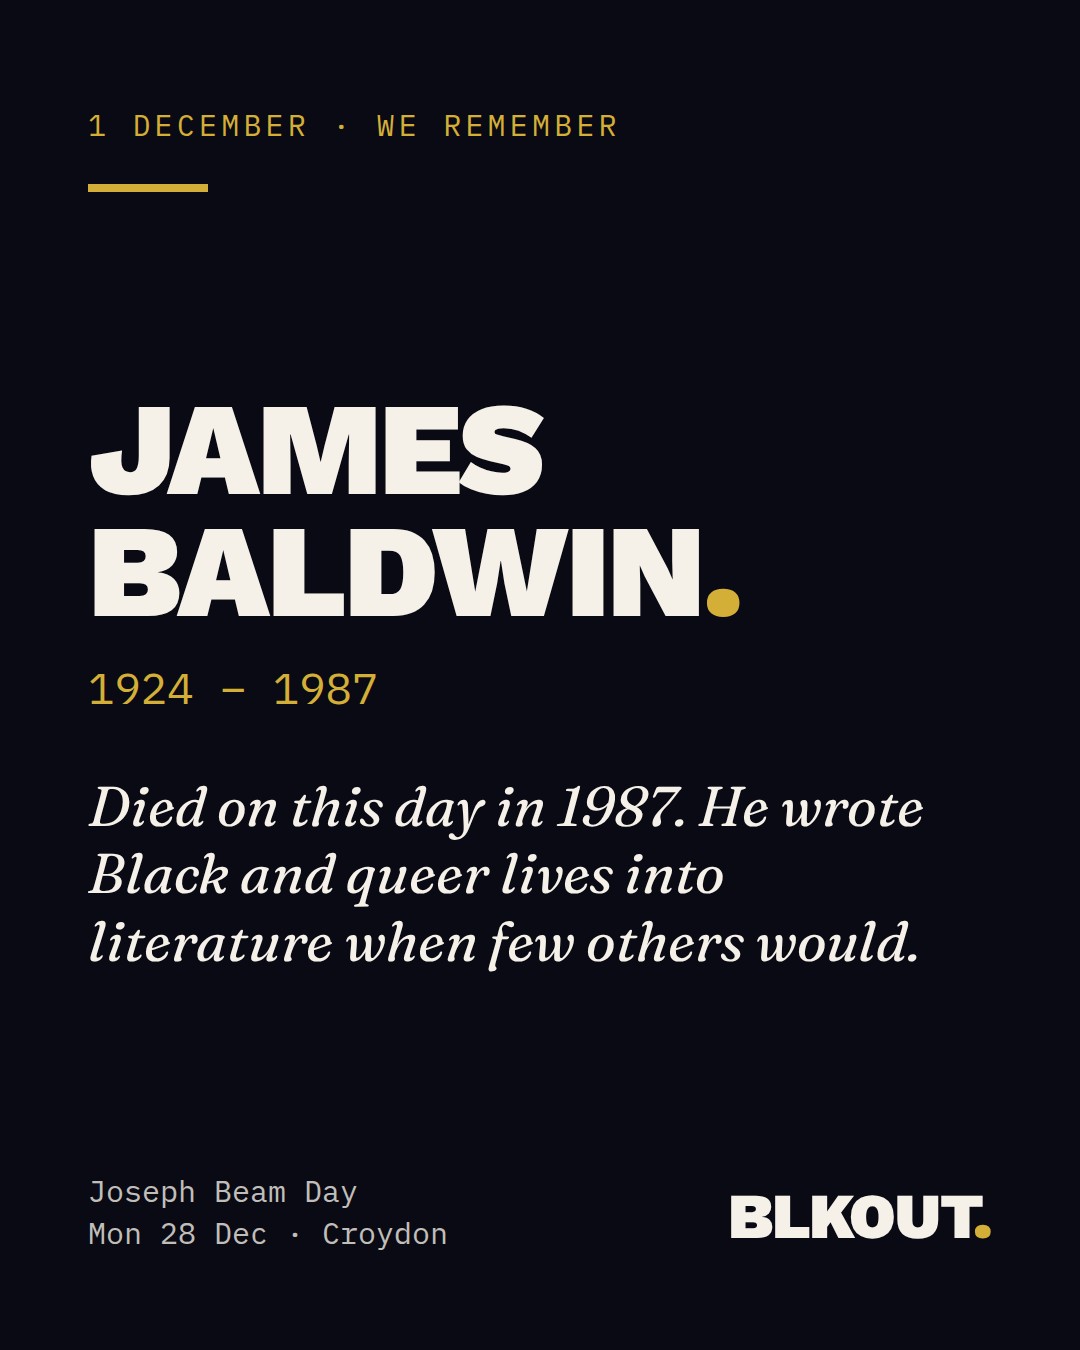 1 DECEMBER · WE REMEMBER
JAMES
BALDWIN.
1924 – 1987
Died on this day in 1987. He wrote
Black and queer lives into
literature when few others would.
Joseph Beam Day
Mon 28 Dec · Croydon
BLKOUT.